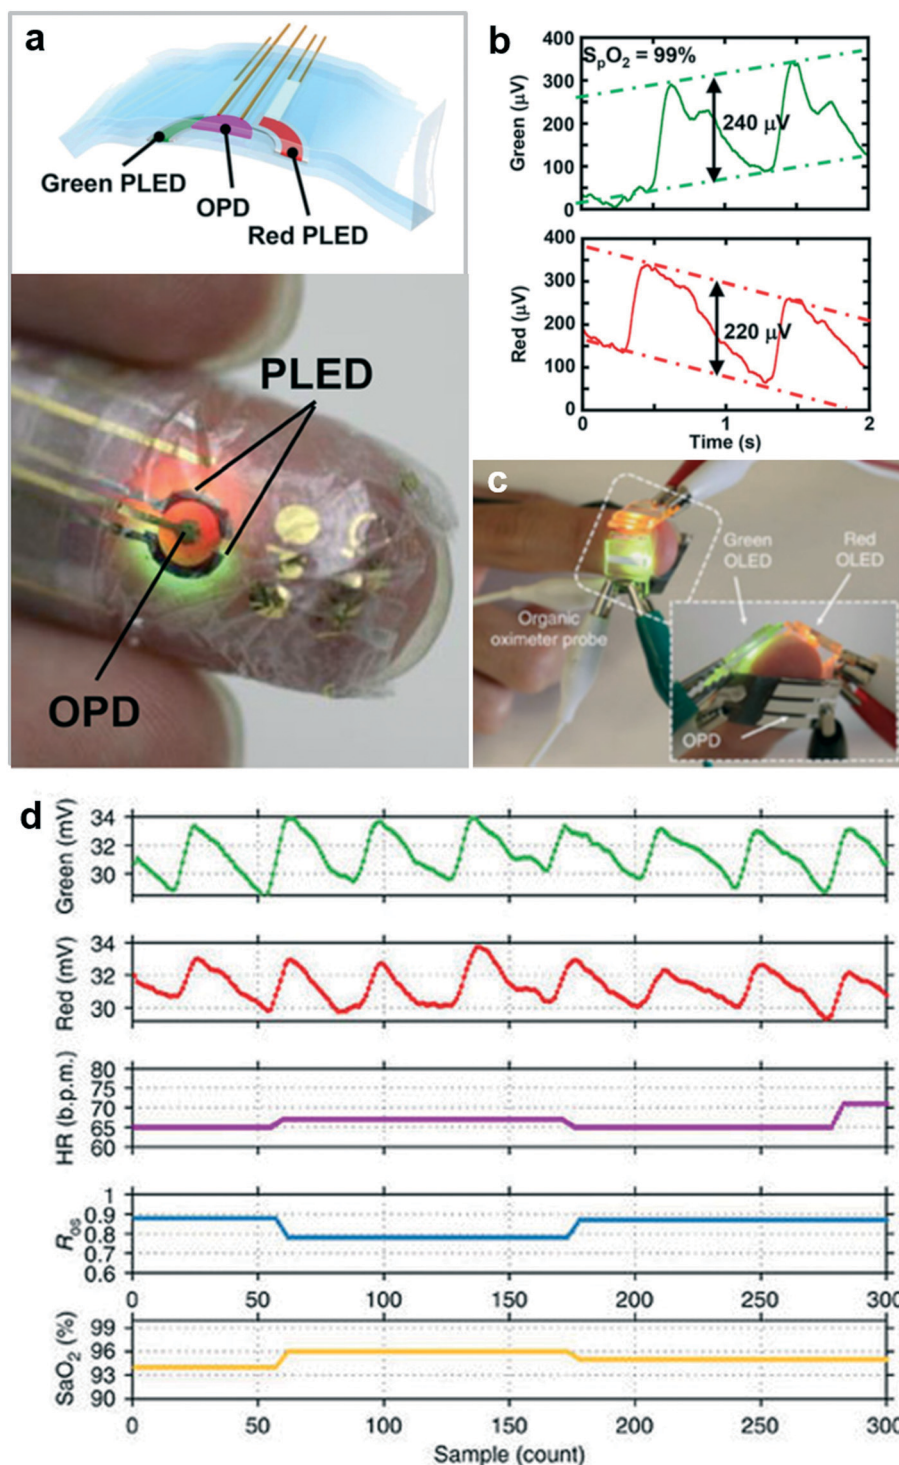 a
Green PLED
OPD
Red PLED
PLED
OPD
b
SpO2 = 99%
400
300
200
100
0
Green (µV)
240 µV
400
300
200
100
0
Red (µV)
220 µV
0
1
2
Time (s)
c
Green
OLED
Red
OLED
Organic
oximeter probe
OPD
d
34
32
30
Green (mV)
34
32
30
Red (mV)
80
75
70
65
60
HR (b.p.m.)
1
0.9
0.8
0.7
0.6
Ros
0 50 100 150 200 250 300
99
96
93
90
SaO2 (%)
0 50 100 150 200 250 300
Sample (count)